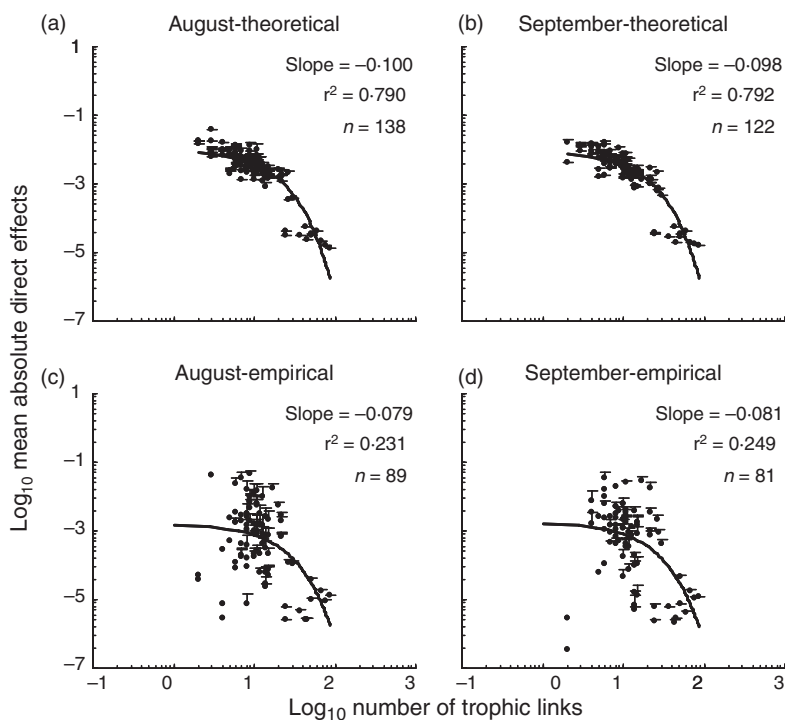 (a) August-theoretical
Slope = –0·100
r² = 0·790
n = 138
(b) September-theoretical
Slope = –0·098
r² = 0·792
n = 122
1
–1
–3
–5
–7
(c) August-empirical
Slope = –0·079
r² = 0·231
n = 89
(d) September-empirical
Slope = –0·081
r² = 0·249
n = 81
1
–1
–3
–5
–7
–1 0 1 2 3
–1 0 1 2 3
Log₁₀ mean absolute direct effects
Log₁₀ number of trophic links